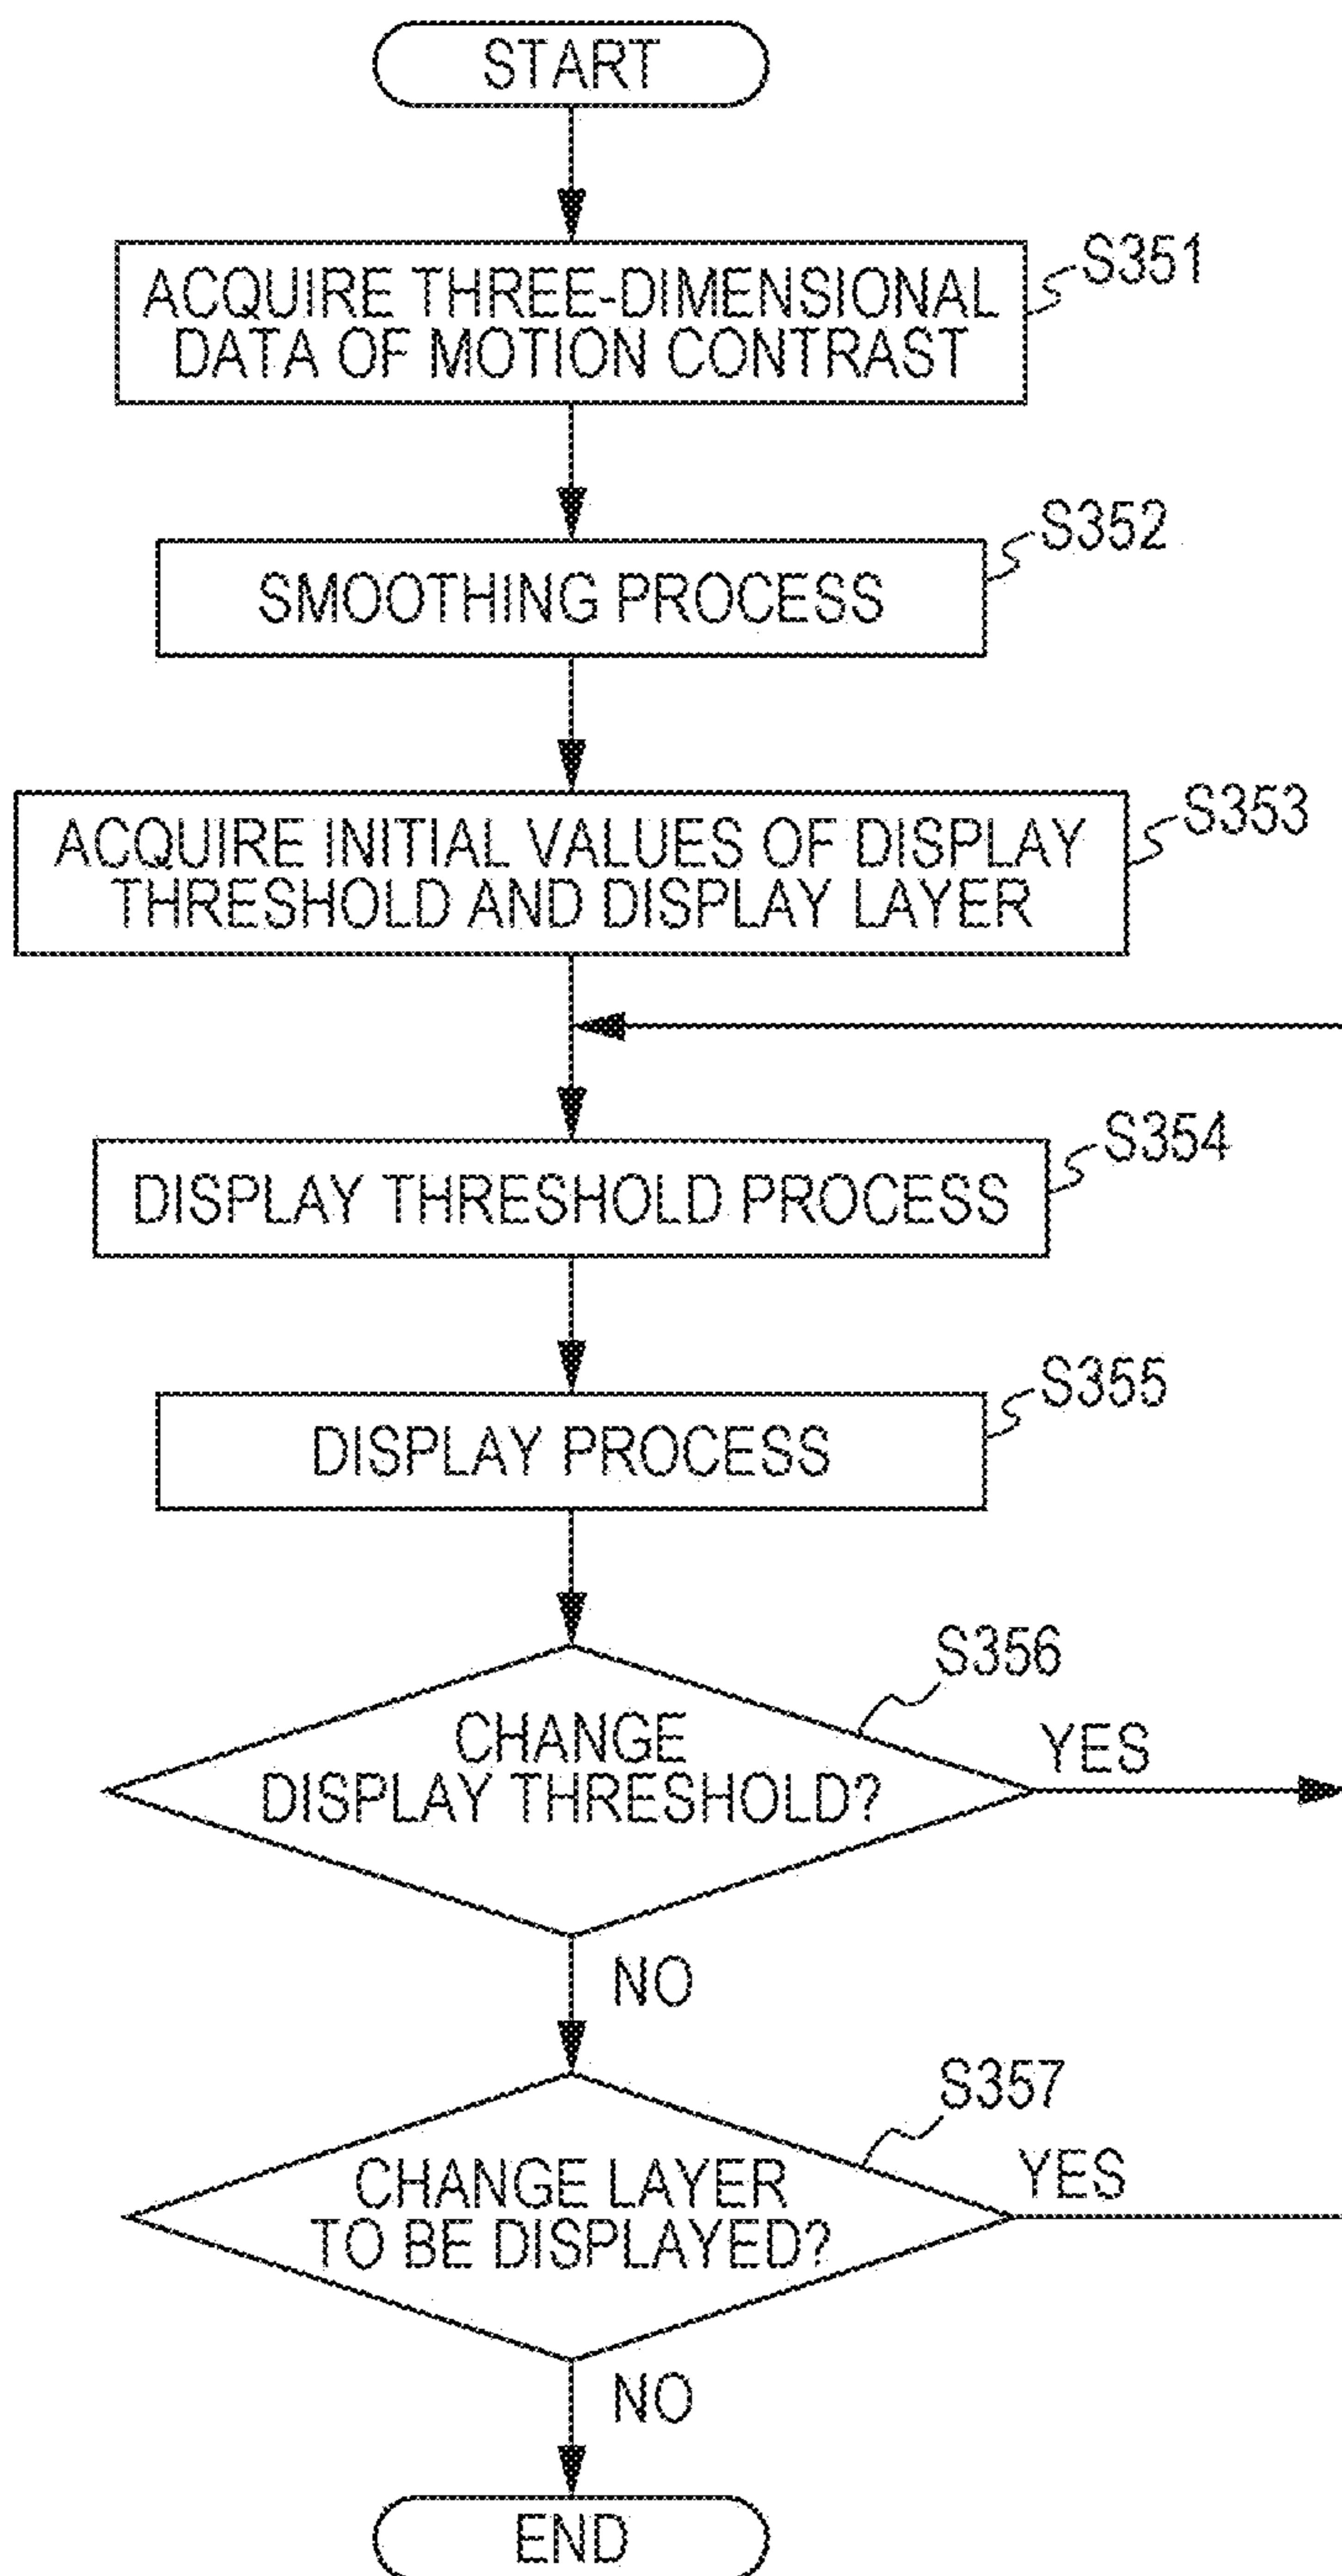 START
ACQUIRE THREE-DIMENSIONAL
DATA OF MOTION CONTRAST
S351
SMOOTHING PROCESS
S352
ACQUIRE INITIAL VALUES OF DISPLAY
THRESHOLD AND DISPLAY LAYER
S353
DISPLAY THRESHOLD PROCESS
S354
DISPLAY PROCESS
S355
CHANGE
DISPLAY THRESHOLD?
S356
YES
NO
CHANGE LAYER
TO BE DISPLAYED?
S357
YES
NO
END